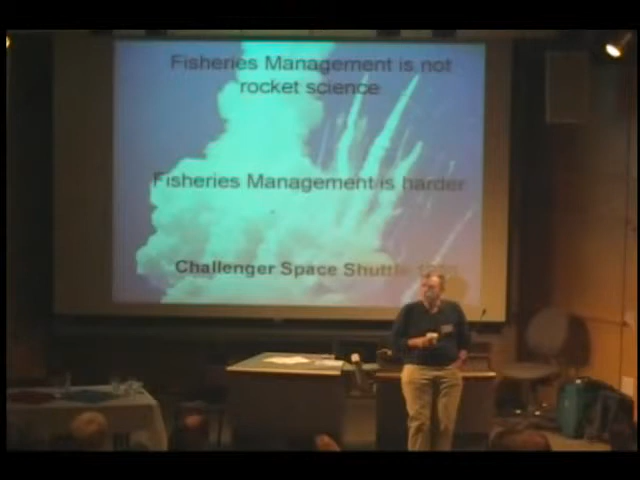 Fisheries Management is not
rocket science
Fisheries Management is harder
Challenger Space Shuttle